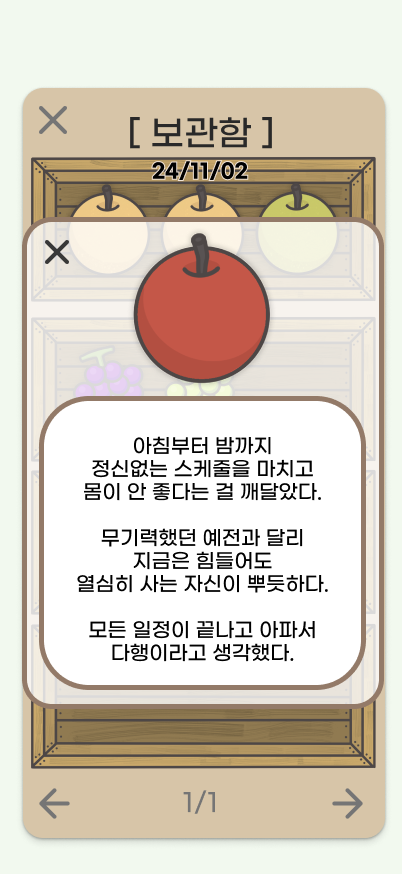 [ 보관함 ]
24/11/02
아침부터 밤까지
정신없는 스케줄을 마치고
몸이 안 좋다는 걸 깨달았다.
무기력했던 예전과 달리
지금은 힘들어도
열심히 사는 자신이 뿌듯하다.
모든 일정이 끝나고 아파서
다행이라고 생각했다.
1/1